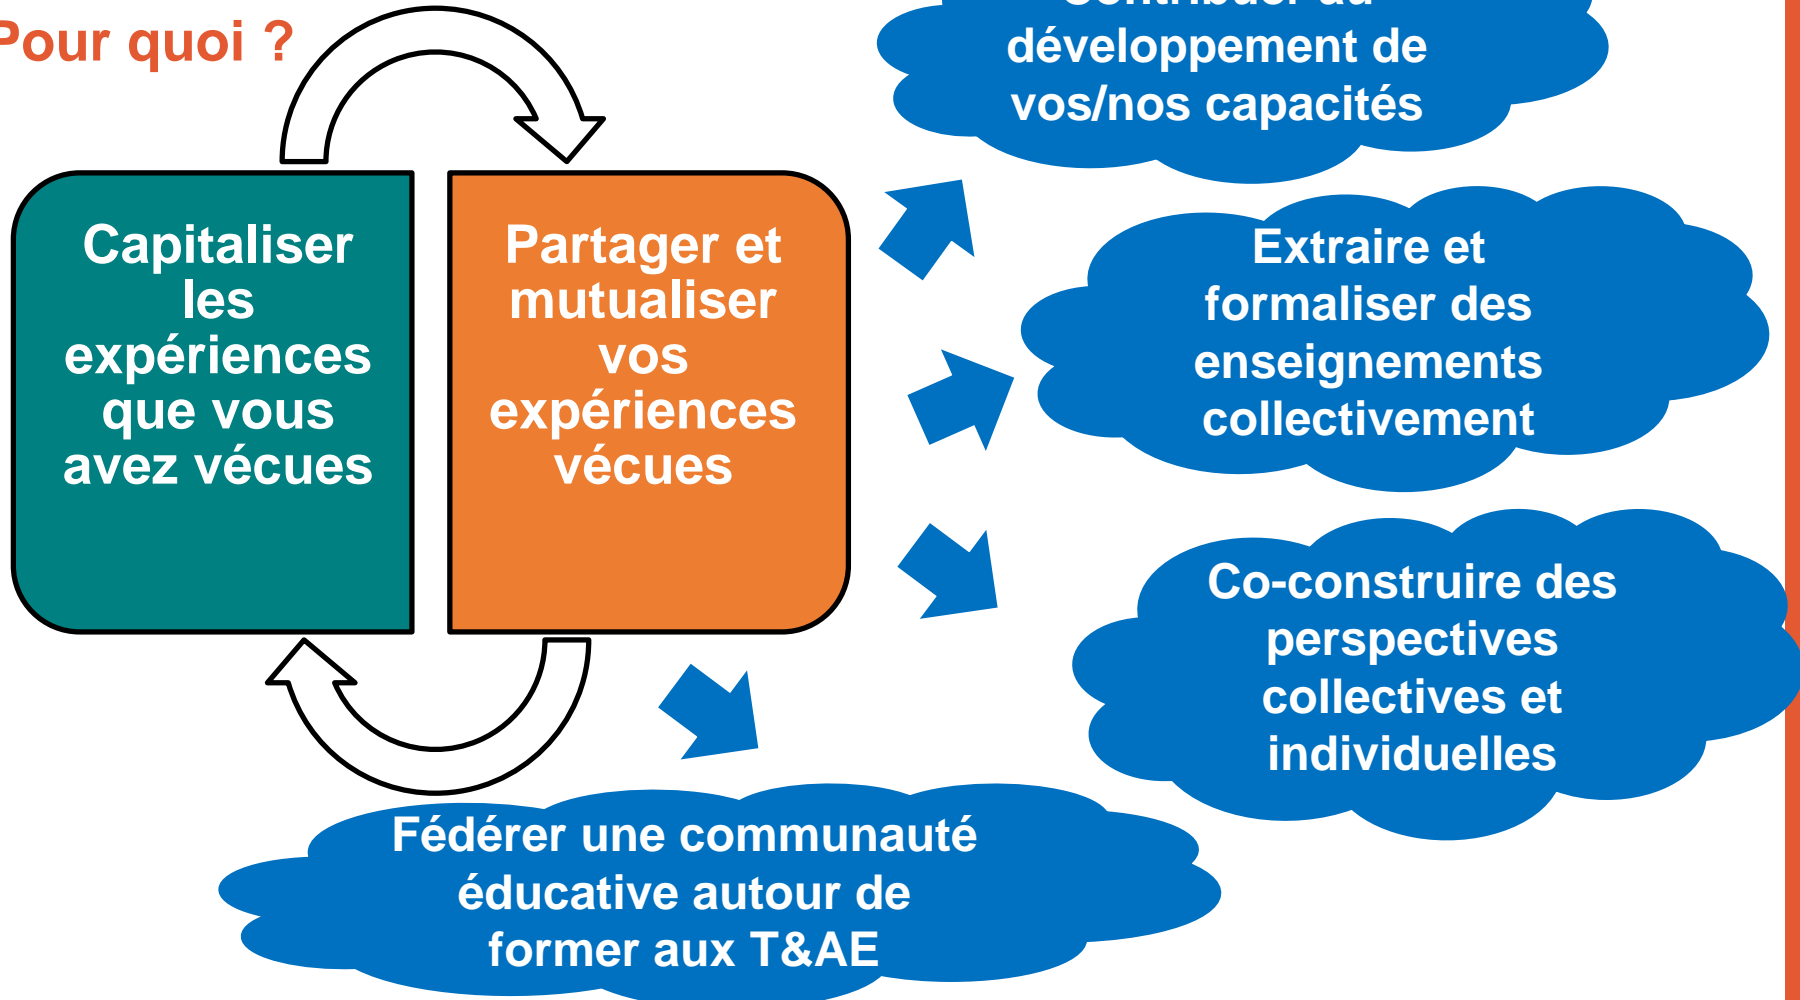 Pour quoi ?
Contribuer au
développement de
vos/nos capacités
Capitaliser
les
expériences
que vous
avez vécues
Partager et
mutualiser
vos
expériences
vécues
Extraire et
formaliser des
enseignements
collectivement
Co-construire des
perspectives
collectives et
individuelles
Fédérer une communauté
éducative autour de
former aux T&AE